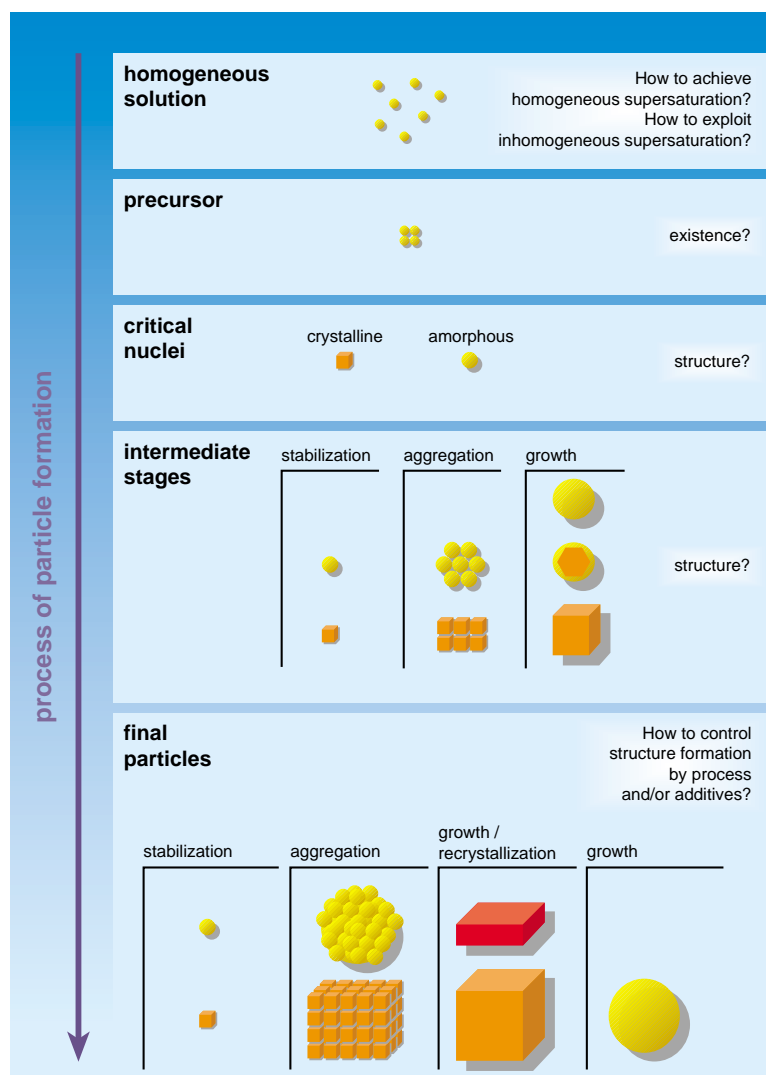 process of particle formation
homogeneous
solution
How to achieve
homogeneous supersaturation?
How to exploit
inhomogeneous supersaturation?
precursor
existence?
critical
nuclei
crystalline
amorphous
structure?
intermediate
stages
stabilization
aggregation
growth
structure?
final
particles
How to control
structure formation
by process
and/or additives?
stabilization
aggregation
growth /
recrystallization
growth